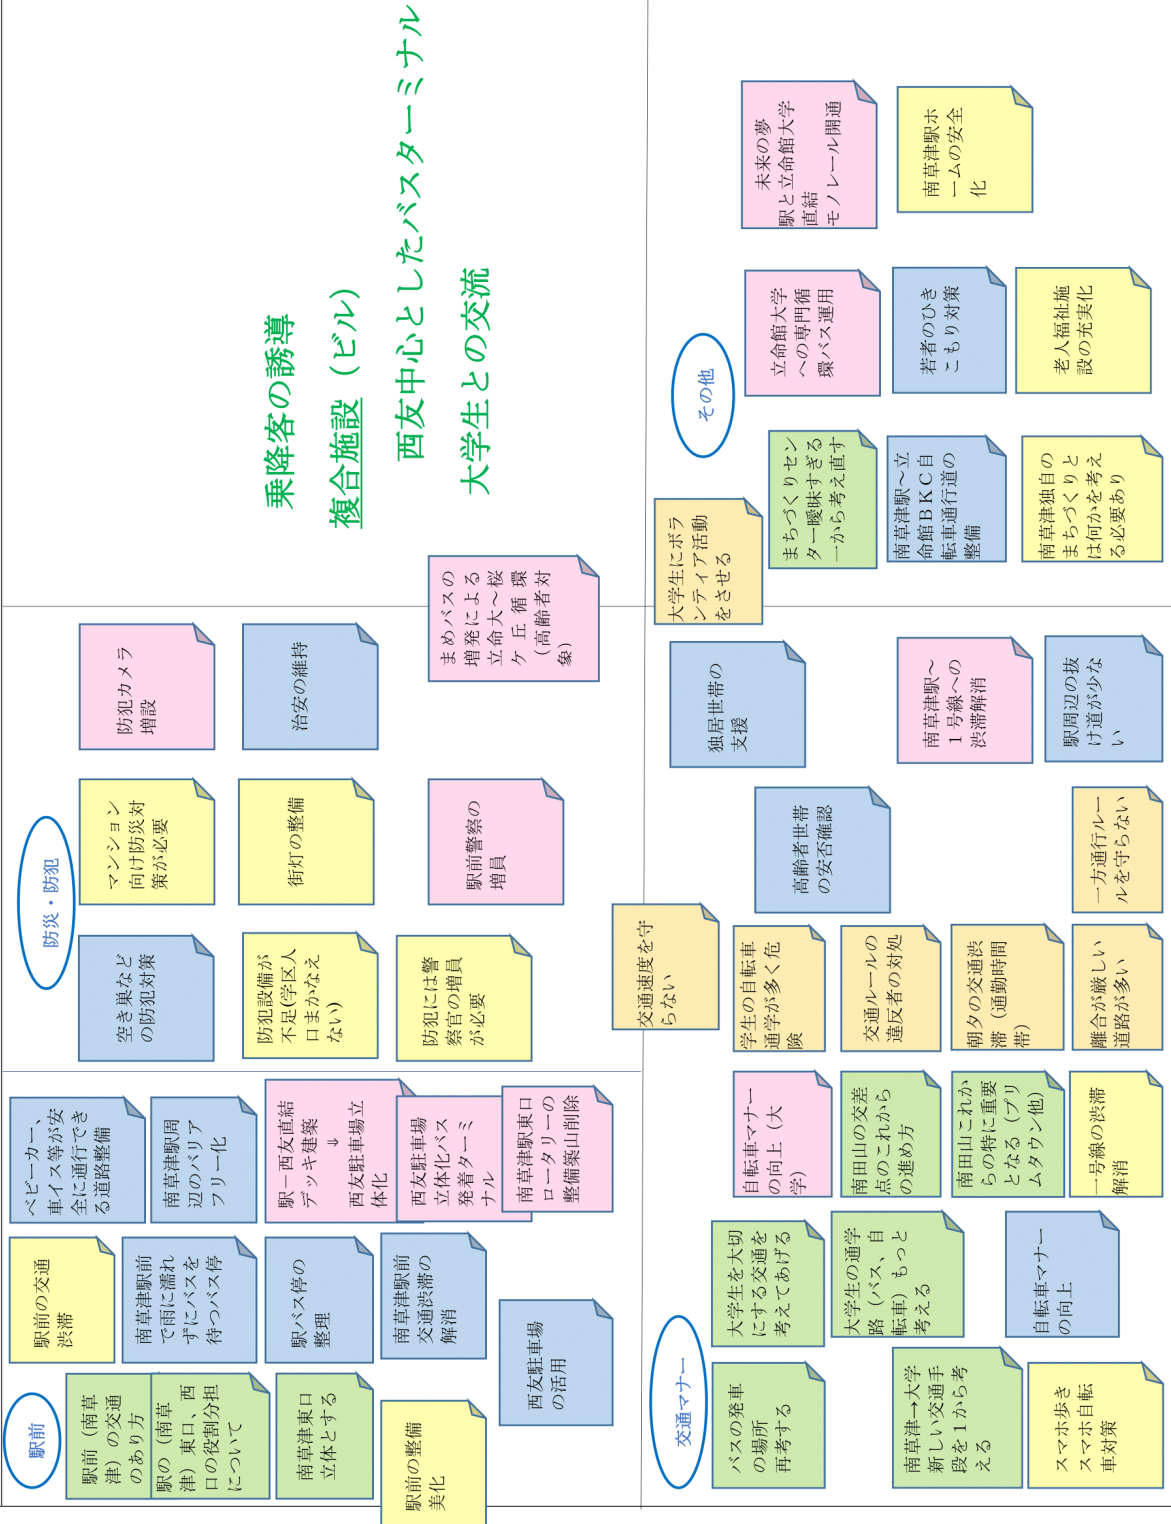 駅前
駅前（南草
津）の交通
のあり方
駅の（南草
津）東口、西
口の役割分担
について
南草津東口
立体とする
駅前の整備
美化
駅前の交通
渋滞
南草津駅前
で雨に濡れ
ずにバスを
待つバス停
駅バス停の
整理
南草津駅前
交通渋滞の
解消
西友駐車場
の活用
ベビーカー、
車イス等が安
全に通行でき
る道路整備
南草津駅周
辺のバリア
フリー化
駅－西友直結
デッキ建築
⇓
西友駐車場立
体化
西友駐車場
立体化バス
発着ターミ
ナル
南草津駅東口
ロータリーの
整備築山削除
防災・防犯
空き巣など
の防犯対策
防犯設備が
不足(学区人
口まかなえ
ない)
防犯には警
察官の増員
が必要
マンション
向け防災対
策が必要
街灯の整備
駅前警察の
増員
防犯カメラ
増設
治安の維持
まめバスの
増発による
立命大～桜
ケ丘循環
（高齢者対
象）
乗降客の誘導
複合施設（ビル）
西友中心としたバスターミナル
大学生との交流
交通マナー
バスの発車
の場所
再考する
南草津→大学
新しい交通手
段を１から考
える
スマホ歩き
スマホ自転
車対策
大学生を大切
にする交通を
考えてあげる
大学生の通学
路（バス、自
転車）もっと
考える
自転車マナー
の向上
自転車マナー
の向上（大
学）
南田山の交差
点のこれから
の進め方
南田山これか
らの特に重要
となる（プリ
ムタウン他）
一号線の渋滞
解消
交通速度を守
らない
学生の自転車
通学が多く危
険
交通ルールの
違反者の対処
朝夕の交通渋
滞（通勤時間
帯）
離合が厳しい
道路が多い
高齢者世帯
の安否確認
一方通行ルー
ルを守らない
独居世帯の
支援
南草津駅～
１号線への
渋滞解消
駅周辺の抜
け道が少な
い
その他
大学生にボラ
ンティア活動
をさせる
まちづくりセン
ター曖昧すぎる
一から考え直す
南草津駅～立
命館ＢＫＣ自
転車通行道の
整備
南草津独自の
まちづくりと
は何かを考え
る必要あり
立命館大学
への専門循
環バス運用
若者のひき
こもり対策
老人福祉施
設の充実化
未来の夢
駅と立命館大学
直結
モノレール開通
南草津駅ホ
ームの安全
化